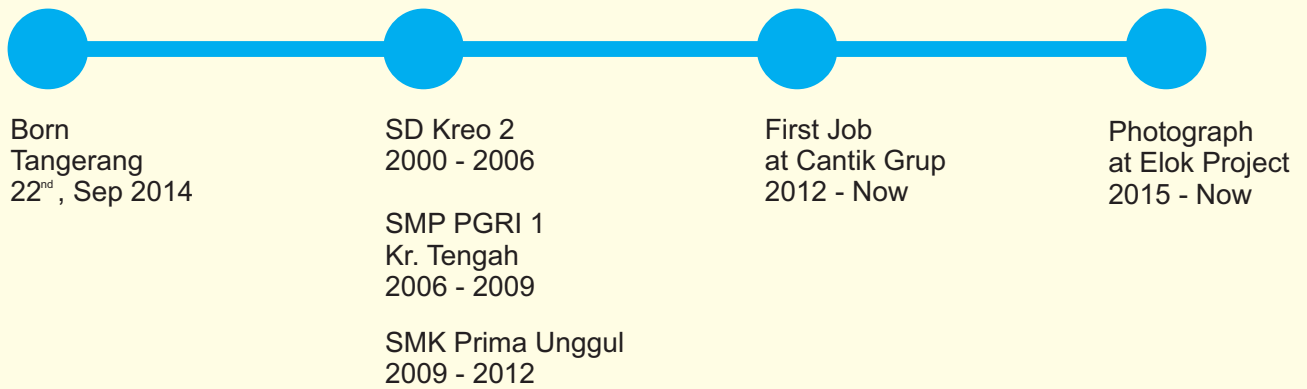 Born
Tangerang
22nd , Sep 2014
SD Kreo 2
2000 - 2006
SMP PGRI 1
Kr. Tengah
2006 - 2009
SMK Prima Unggul
2009 - 2012
First Job
at Cantik Grup
2012 - Now
Photograph
at Elok Project
2015 - Now